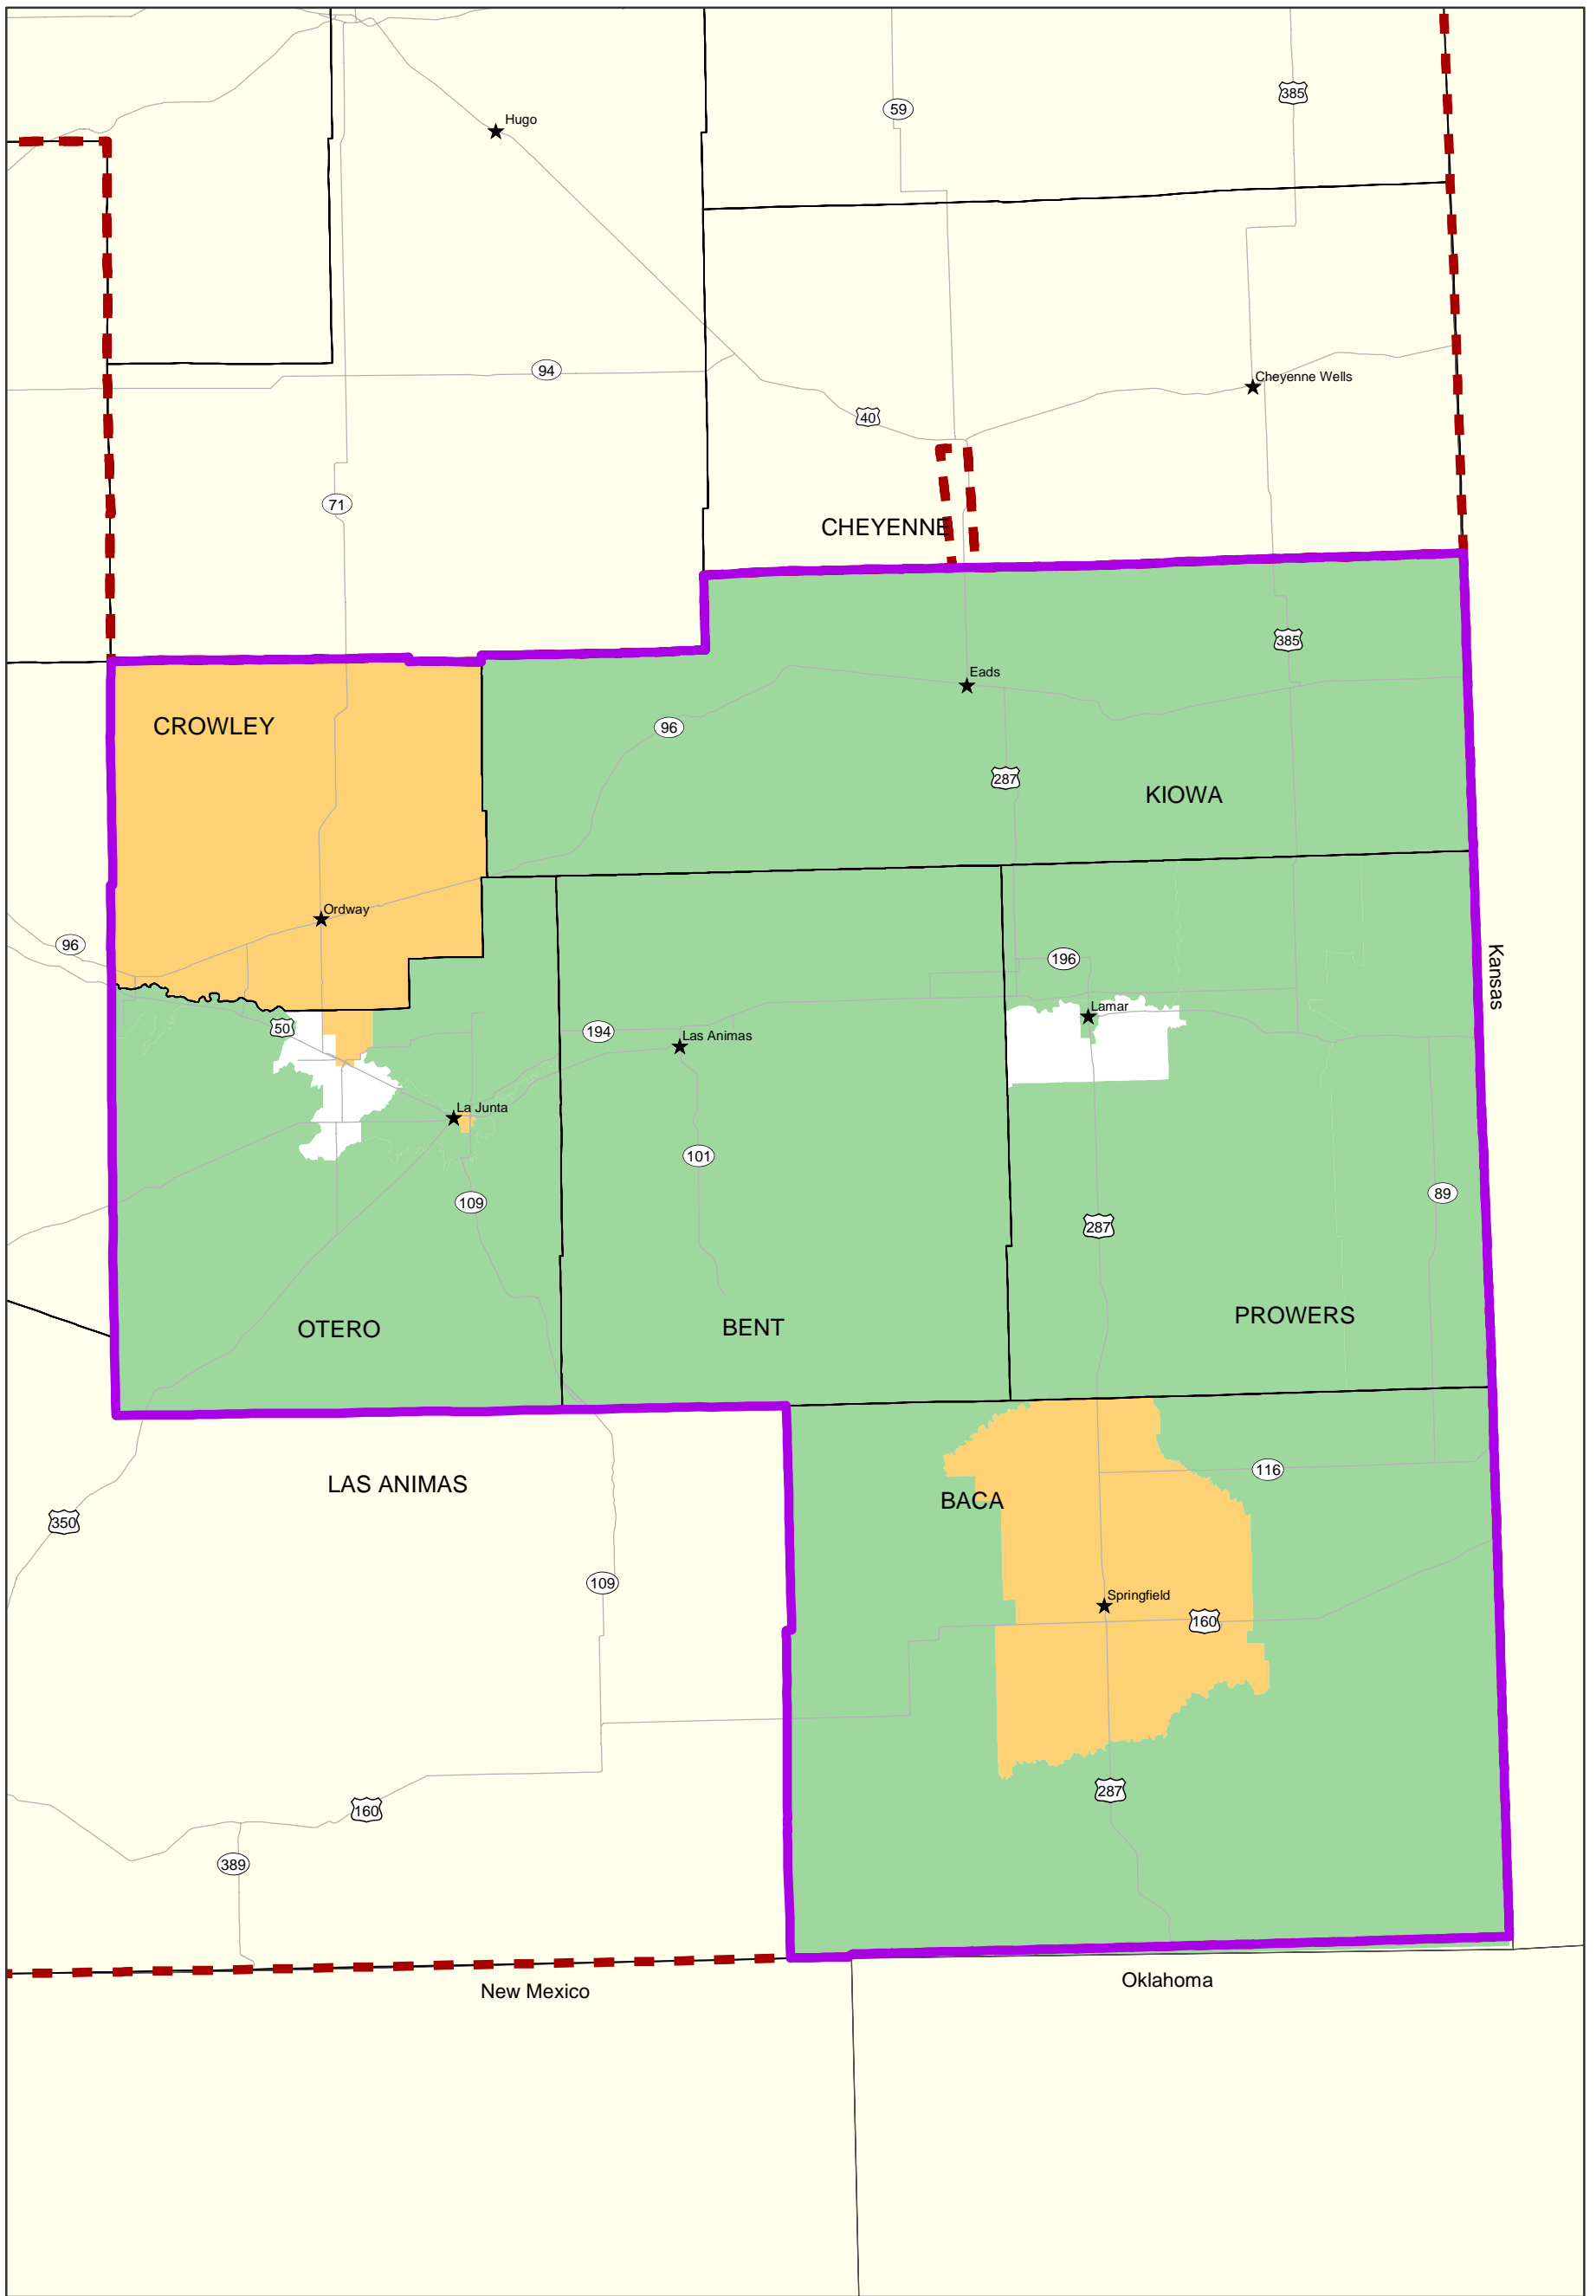 385
59
Hugo
94
Cheyenne Wells
40
71
CHEYENNE
385
Eads
CROWLEY
96
287
KIOWA
Ordway
96
196
Kansas
Lamar
50
194
Las Animas
La Junta
101
109
89
287
OTERO
BENT
PROWERS
116
LAS ANIMAS
BACA
350
109
Springfield
160
287
160
389
New Mexico
Oklahoma